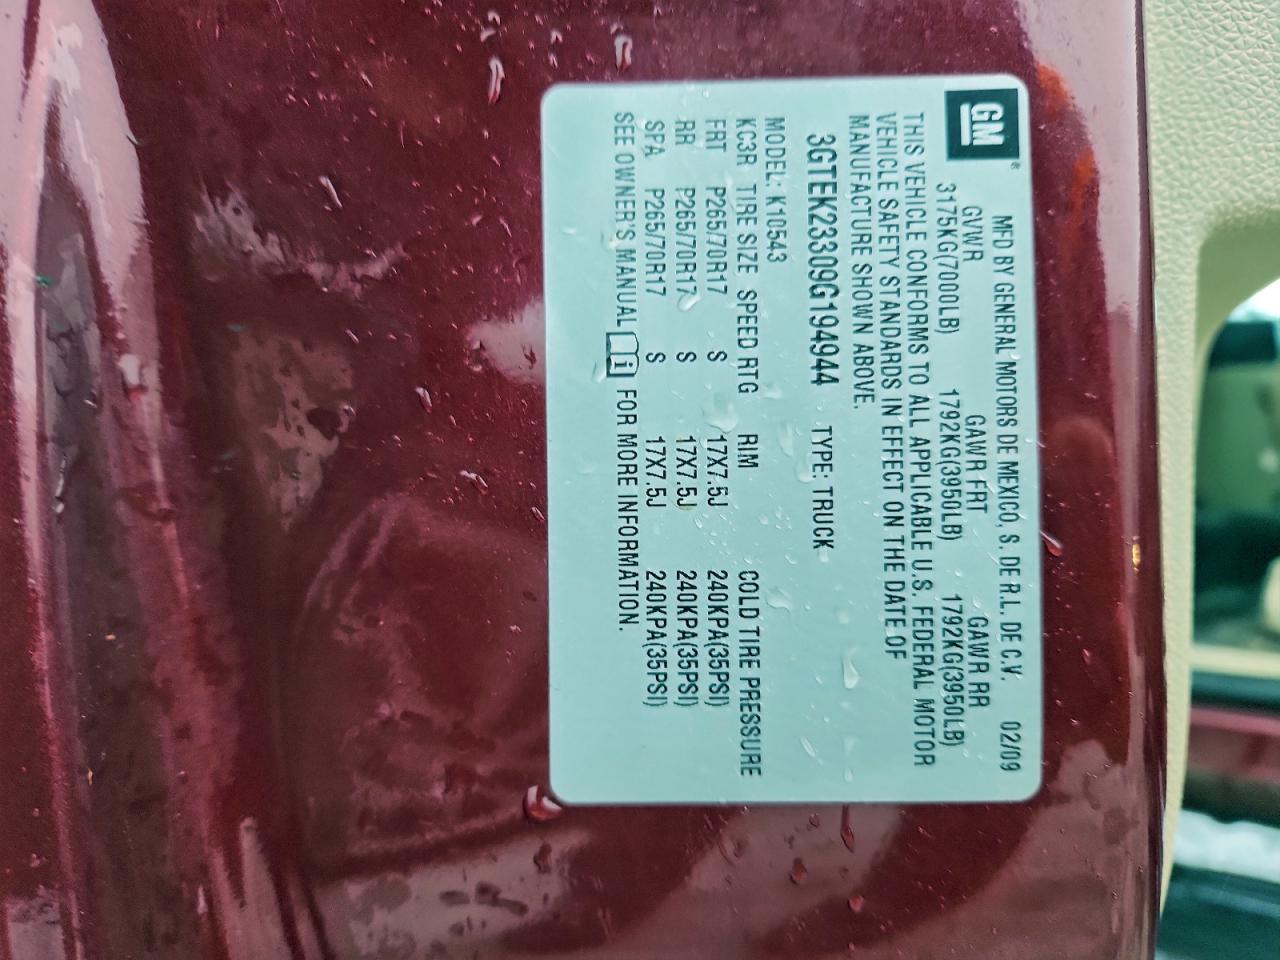 GM ®
MFD BY GENERAL MOTORS DE MEXICO, S. DE R.L. DE C.V. 02/09
GVWR GAWR FRT GAWR RR
3175KG(7000LB) 1792KG(3950LB) 1792KG(3950LB)
THIS VEHICLE CONFORMS TO ALL APPLICABLE U.S. FEDERAL MOTOR
VEHICLE SAFETY STANDARDS IN EFFECT ON THE DATE OF
MANUFACTURE SHOWN ABOVE.
3GTEK23309G194944 TYPE: TRUCK
MODEL: K10543
KC3R TIRE SIZE SPEED RTG RIM COLD TIRE PRESSURE
FRT P265/70R17 S 17X7.5J 240KPA(35PSI)
RR P265/70R17 S 17X7.5J 240KPA(35PSI)
SPA P265/70R17 S 17X7.5J 240KPA(35PSI)
SEE OWNER'S MANUAL i FOR MORE INFORMATION.